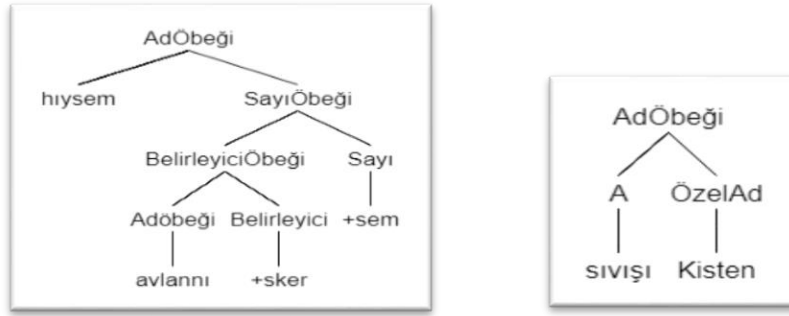 AdÖbeği
hıysem SayıÖbeği
BelirleyiciÖbeği Sayı
Adöbeği Belirleyici +sem
avlannı +sker
AdÖbeği
A ÖzelAd
sıvışı Kisten